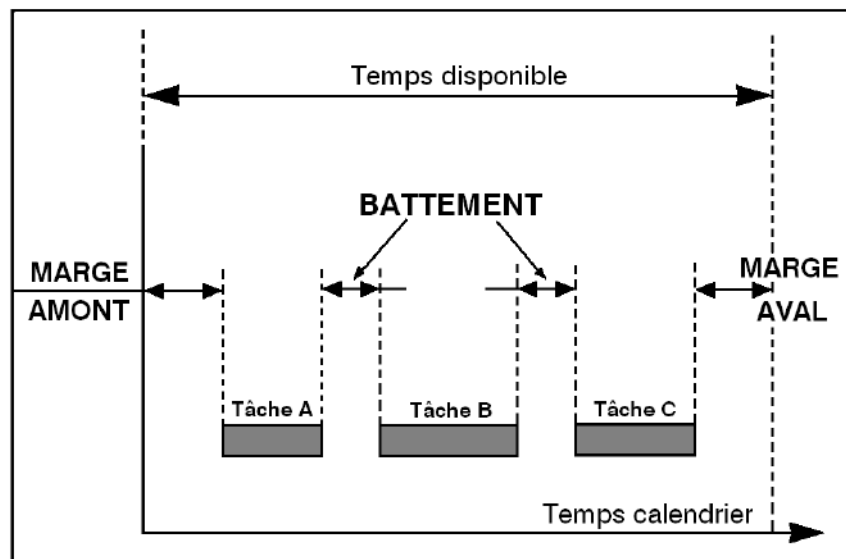 Temps disponible
BATTEMENT
MARGE
AMONT
MARGE
AVAL
Tâche A
Tâche B
Tâche C
Temps calendrier